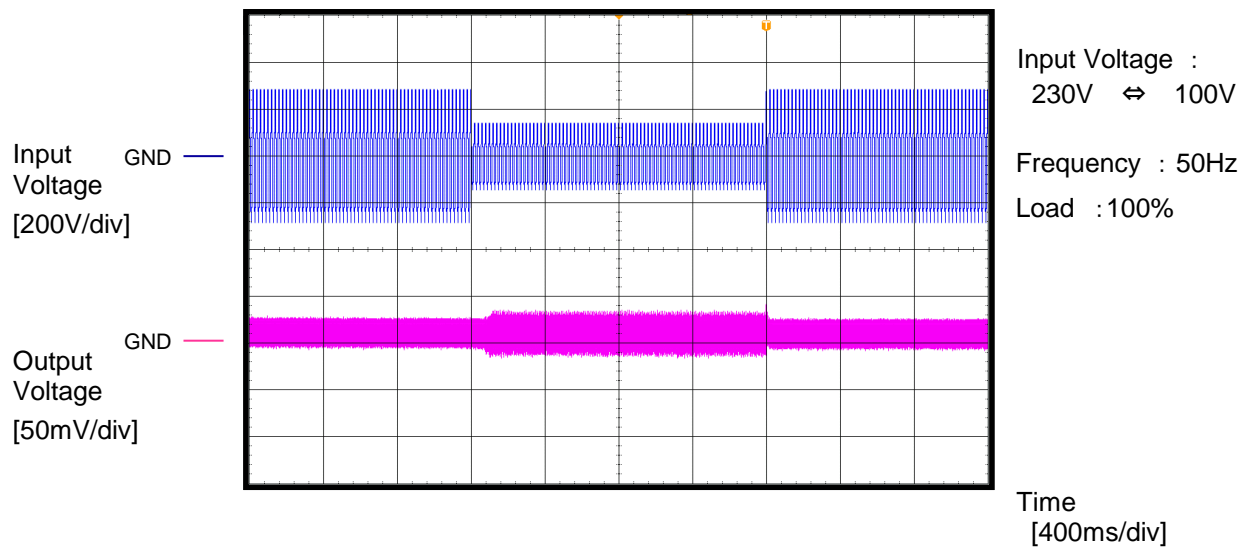 T
Input Voltage :
230V ⇔ 100V
Input
Voltage
[200V/div]
GND
Frequency : 50Hz
Load :100%
GND
Output
Voltage
[50mV/div]
Time
[400ms/div]